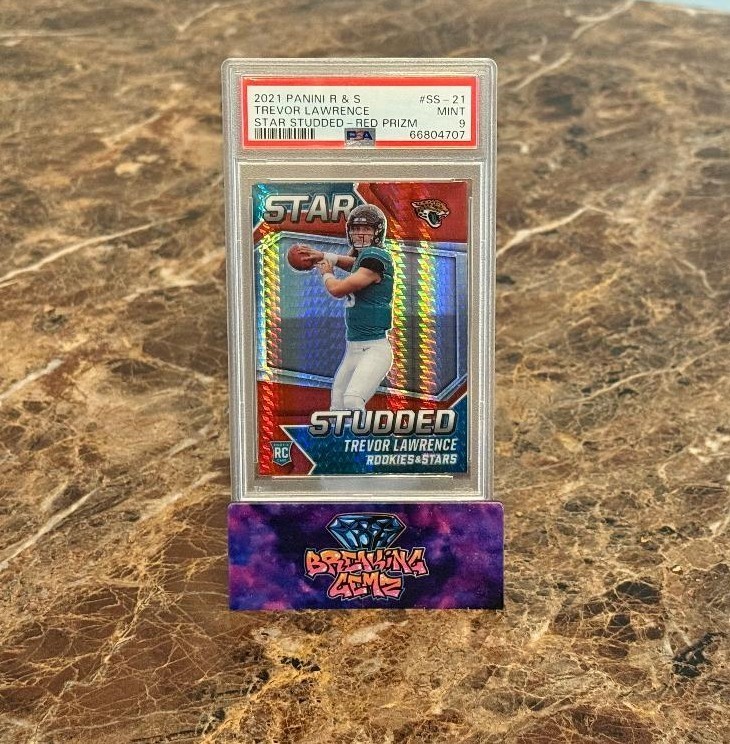 2021 PANINI R & S #SS-21
TREVOR LAWRENCE MINT
STAR STUDDED-RED PRIZM 9
PSA 66804707
STAR
STUDDED
TREVOR LAWRENCE
RC ROOKIES&STARS
BREAKING
GEMZ